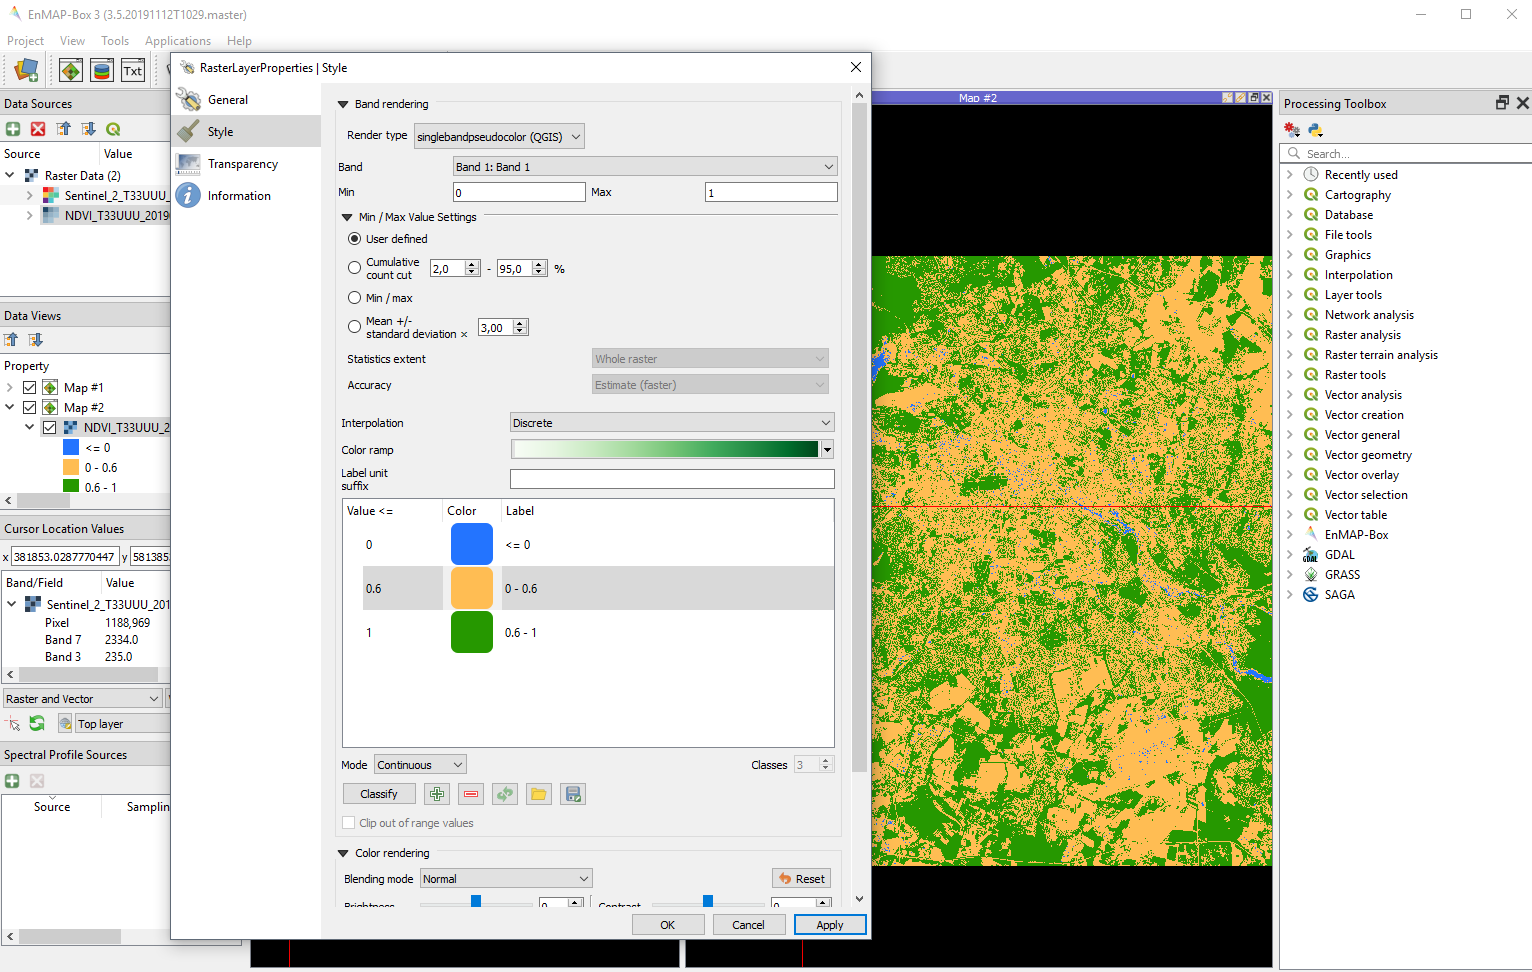 EnMAP-Box 3 (3.5.20191112T1029.master)
Project View Tools Applications Help
Txt
Data Sources
Source Value
Raster Data (2)
Sentinel_2_T33UUU_
NDVI_T33UUU_2019
Data Views
Property
Map #1
Map #2
NDVI_T33UUU_2
<= 0
0 - 0.6
0.6 - 1
Cursor Location Values
x 381853.0287770447 y 581385
Band/Field Value
Sentinel_2_T33UUU_201
Pixel 1188,969
Band 7 2334.0
Band 3 235.0
Raster and Vector
Top layer
Spectral Profile Sources
Source Samplin
RasterLayerProperties | Style
General
Style
Transparency
Information
Band rendering
Render type singlebandpseudocolor (QGIS)
Band Band 1: Band 1
Min 0 Max 1
Min / Max Value Settings
User defined
Cumulative
count cut 2,0 - 95,0 %
Min / max
Mean +/-
standard deviation × 3,00
Statistics extent Whole raster
Accuracy Estimate (faster)
Interpolation Discrete
Color ramp
Label unit
suffix
Value <= Color Label
0 <= 0
0.6 0 - 0.6
1 0.6 - 1
Mode Continuous Classes 3
Classify
Clip out of range values
Color rendering
Blending mode Normal Reset
Brightness 0 Contrast 0
OK Cancel Apply
Map #2
Processing Toolbox
Search...
Recently used
Cartography
Database
File tools
Graphics
Interpolation
Layer tools
Network analysis
Raster analysis
Raster terrain analysis
Raster tools
Vector analysis
Vector creation
Vector general
Vector geometry
Vector overlay
Vector selection
Vector table
EnMAP-Box
GDAL GDAL
GRASS
SAGA